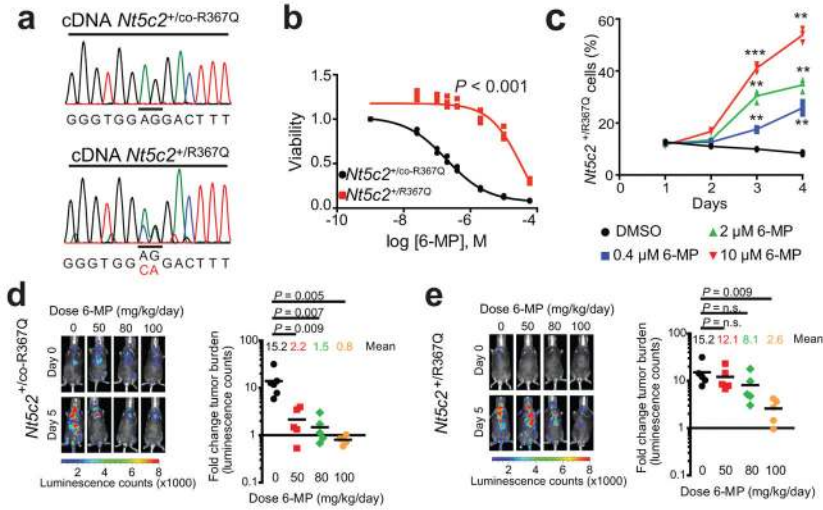 a
cDNA Nt5c2+/co-R367Q
GGGTGG AGGACTTT
cDNA Nt5c2+/R367Q
AG
GGGTGG GACTTT
CA
b
P < 0.001
1.5
1.0
0.5
0.0
Viability
Nt5c2+/co-R367Q
Nt5c2+/R367Q
-10 -8 -6 -4
log [6-MP], M
c
Nt5c2+/R367Q cells (%)
60
40
20
0
0 1 2 3 4
Days
*** ** ** ** ** **
DMSO
2 µM 6-MP
0.4 µM 6-MP
10 µM 6-MP
d
Nt5c2+/co-R367Q
Dose 6-MP (mg/kg/day)
0 50 80 100
Day 0
Day 5
2 4 6 8
Luminescence counts (x1000)
P = 0.005
P = 0.007
P = 0.009
15.2 2.2 1.5 0.8 Mean
Fold change tumor burden
(luminescence counts)
100
10
1
0.1
0 50 80 100
Dose 6-MP (mg/kg/day)
e
Nt5c2+/R367Q
Dose 6-MP (mg/kg/day)
0 50 80 100
Day 0
Day 5
2 4 6 8
Luminescence counts (x1000)
P = 0.009
P = n.s.
P = n.s.
15.2 12.1 8.1 2.6 Mean
Fold change tumor burden
(luminescence counts)
100
10
1
0.1
0 50 80 100
Dose 6-MP (mg/kg/day)